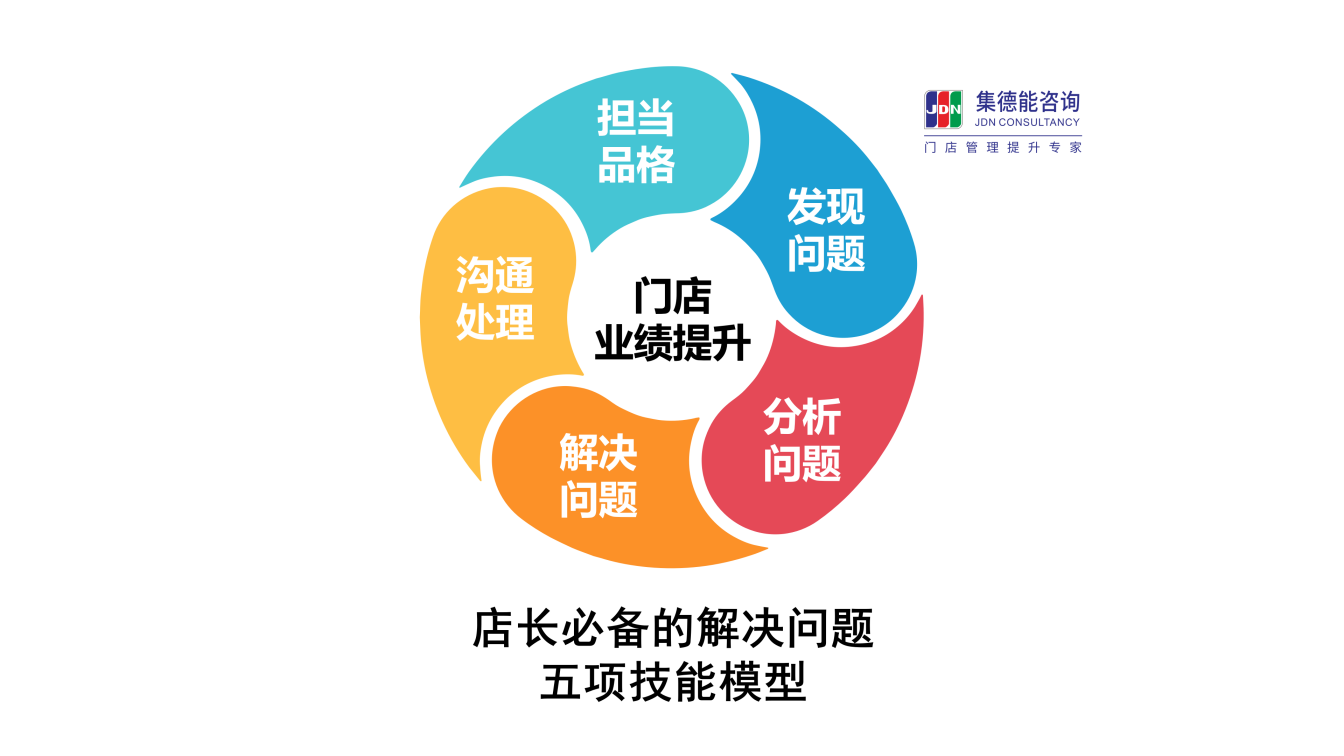 担当
品格
发现
问题
分析
问题
解决
问题
沟通
处理
门店
业绩提升
JDN
集德能咨询
JDN CONSULTANCY
门店管理提升专家
店长必备的解决问题
五项技能模型